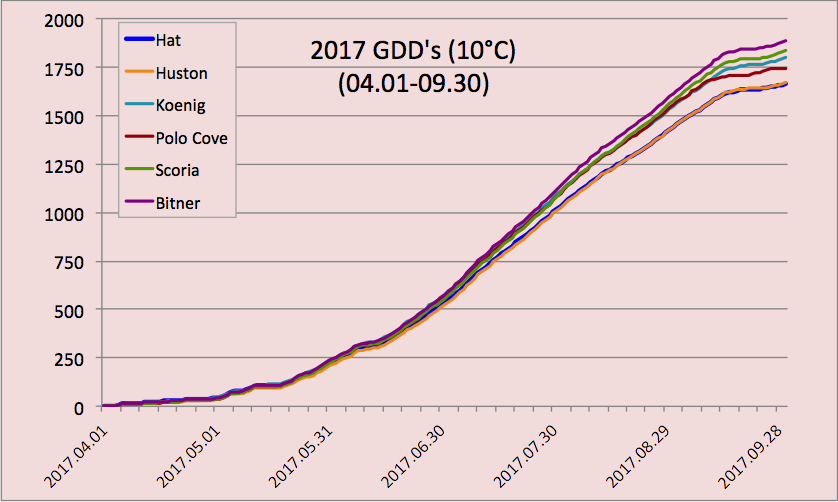 2017 GDD's (10°C)
(04.01-09.30)
Hat
Huston
Koenig
Polo Cove
Scoria
Bitner
2000
1750
1500
1250
1000
750
500
250
0
2017.04.01
2017.05.01
2017.05.31
2017.06.30
2017.07.30
2017.08.29
2017.09.28